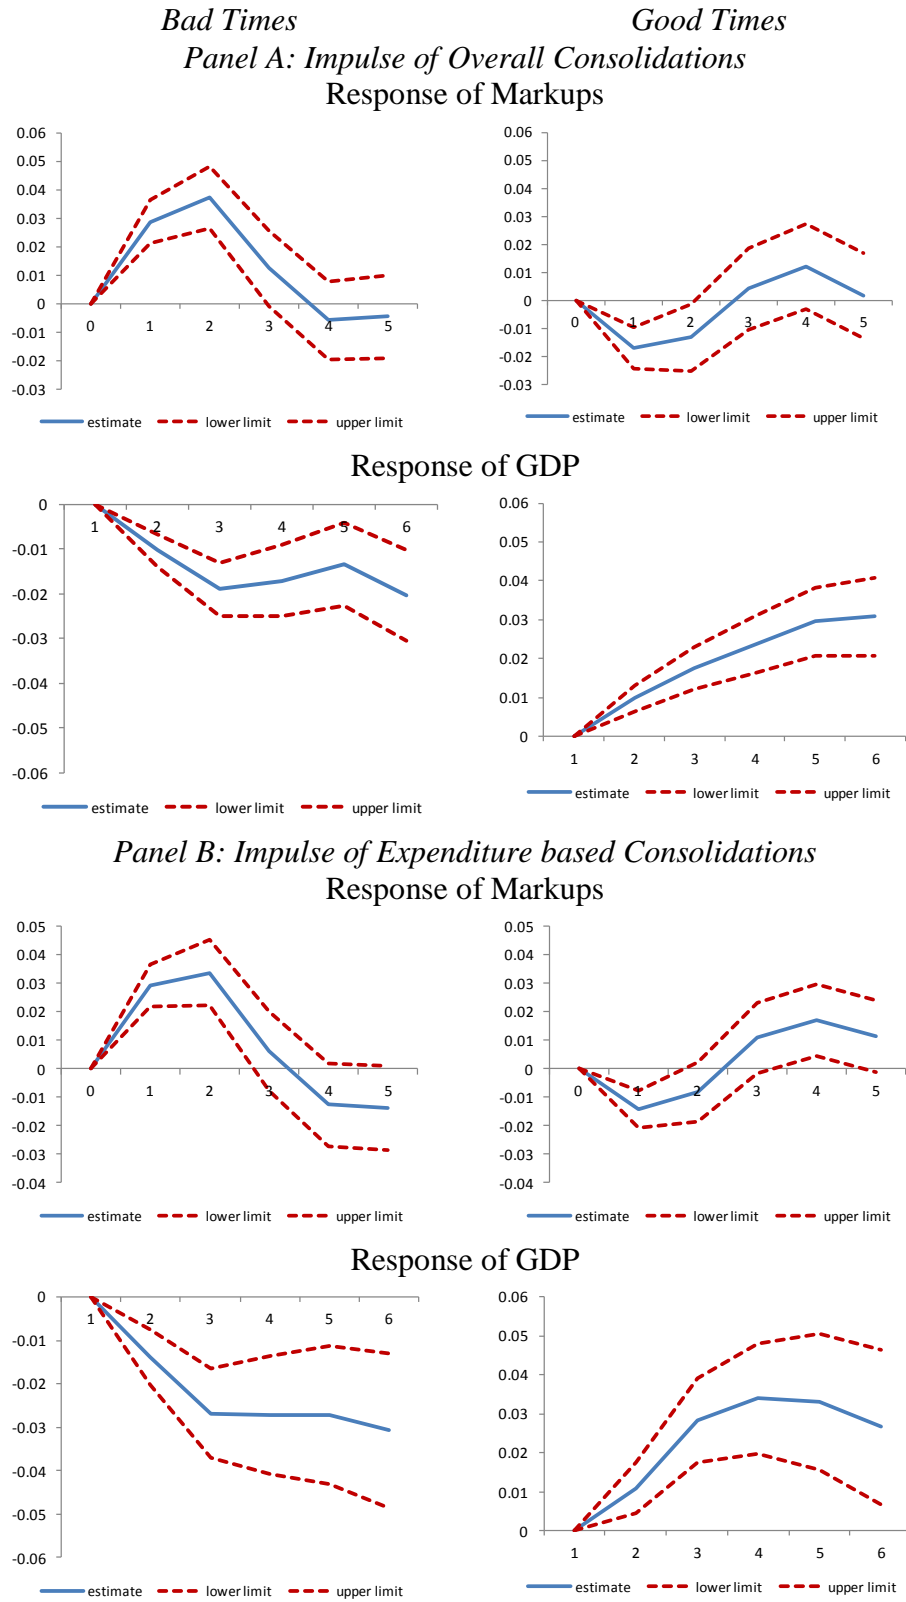 Bad Times Good Times
Panel A: Impulse of Overall Consolidations
Response of Markups
0.06
0.05
0.04
0.03
0.02
0.01
0
-0.01
-0.02
-0.03
0 1 2 3 4 5
estimate lower limit upper limit
0.06
0.05
0.04
0.03
0.02
0.01
0
-0.01
-0.02
-0.03
0 1 2 3 4 5
estimate lower limit upper limit
Response of GDP
0
-0.01
-0.02
-0.03
-0.04
-0.05
-0.06
1 2 3 4 5 6
estimate lower limit upper limit
0.06
0.05
0.04
0.03
0.02
0.01
0
1 2 3 4 5 6
estimate lower limit upper limit
Panel B: Impulse of Expenditure based Consolidations
Response of Markups
0.05
0.04
0.03
0.02
0.01
0
-0.01
-0.02
-0.03
-0.04
0 1 2 3 4 5
estimate lower limit upper limit
0.05
0.04
0.03
0.02
0.01
0
-0.01
-0.02
-0.03
-0.04
0 1 2 3 4 5
estimate lower limit upper limit
Response of GDP
0
-0.01
-0.02
-0.03
-0.04
-0.05
-0.06
1 2 3 4 5 6
estimate lower limit upper limit
0.06
0.05
0.04
0.03
0.02
0.01
0
1 2 3 4 5 6
estimate lower limit upper limit